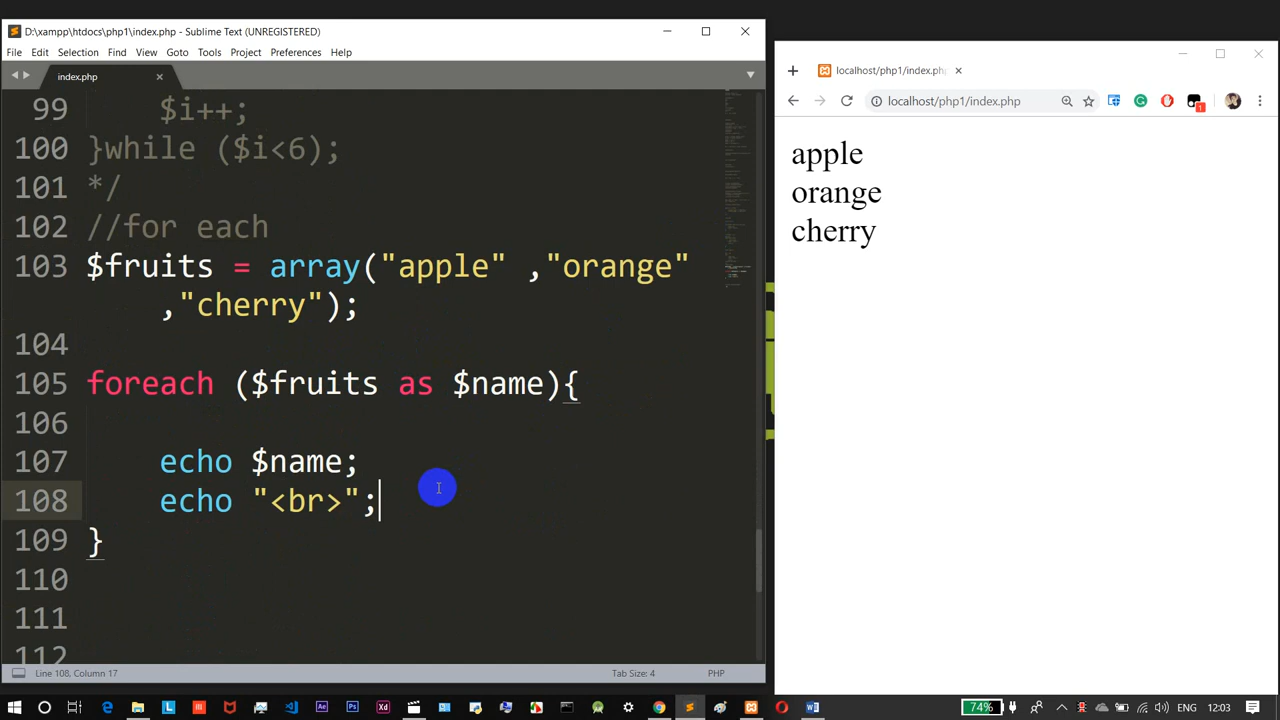 D:\xampp\htdocs\php1\index.php - Sublime Text (UNREGISTERED)
File Edit Selection Find View Goto Tools Project Preferences Help
index.php
99 $i++;
100 }while ($i<6);
101 */
102 //for each
103 $fruits = array("apple" ,"orange"
,"cherry");
104
105 foreach ($fruits as $name){
106
107 echo $name;
108 echo "<br>";
109 }
110
111
112
Line 108, Column 17 Tab Size: 4 PHP
localhost/php1/index.ph
localhost/php1/index.php
1
apple
orange
cherry
74% ENG 12:03